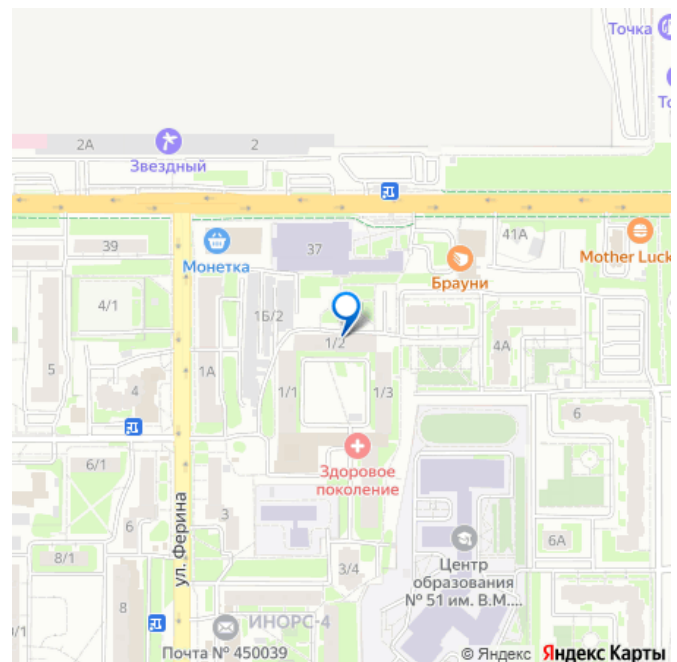 Точка
2А
2
Звездный
39
37
41А
Монетка
Mother Luck
Брауни
4/1
1Б/2
5
1А
1/2
4А
4
1/1
1/3
6
6/1
Здоровое
поколение
6
3
6А
ул. Ферина
8/1
3/4
Центр
образования
№ 51 им. В.М....
8
ИНОРС-4
Почта № 450039
© Яндекс Яндекс Карты